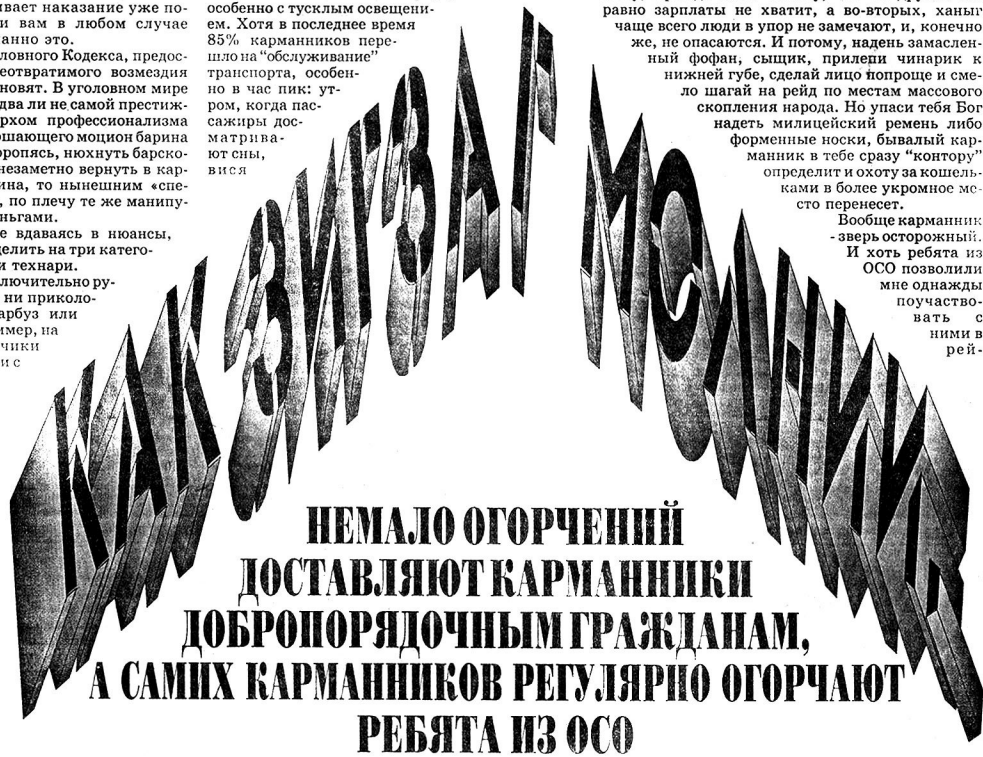 ивает наказание уже по-
и вам в любом случае
анно это.
ловного Кодекса, предос-
еотвратимого возмездия
новят. В уголовном мире
два ли не самой престиж-
рхом профессионализма
ршающего моцион барина
оропясь, нюхнуть барско-
незаметно вернуть в кар-
ина, то нынешним «спе-
, по плечу те же манипу-
ньгами.
е вдаваясь в нюансы,
делить на три катего-
и технари.
лючительно ру-
ни приколо-
арбуз или
имер, на
чики
и с
особенно с тусклым освещени-
ем. Хотя в последнее время
85% карманников пере-
шло на "обслуживание"
транспорта, особен-
но в час пик: ут-
ром, когда пас-
сажиры дос-
матрива-
ют сны,
вися
равно зарплаты не хватит, а во-вторых, ханыг
чаще всего люди в упор не замечают, и, конечно
же, не опасаются. И потому, надень замаслен-
ный фофан, сыщик, прилепи чинарик к
нижней губе, сделай лицо попроще и сме-
ло шагай на рейд по местам массового
скопления народа. Но упаси тебя Бог
надеть милицейский ремень либо
форменные носки, бывалый кар-
манник в тебе сразу "контору"
определит и охоту за кошель-
ками в более укромное ме-
сто перенесет.
Вообще карманник
- зверь осторожный.
И хоть ребята из
ОСО позволили
мне однажды
поучаство-
вать с
ними в
рей-
КАК ЗИГЗАГ МОЛНИИ
НЕМАЛО ОГОРЧЕНИЙ
ДОСТАВЛЯЮТ КАРМАННИКИ
ДОБРОПОРЯДОЧНЫМ ГРАЖДАНАМ,
А САМИХ КАРМАННИКОВ РЕГУЛЯРНО ОГОРЧАЮТ
РЕБЯТА ИЗ ОСО